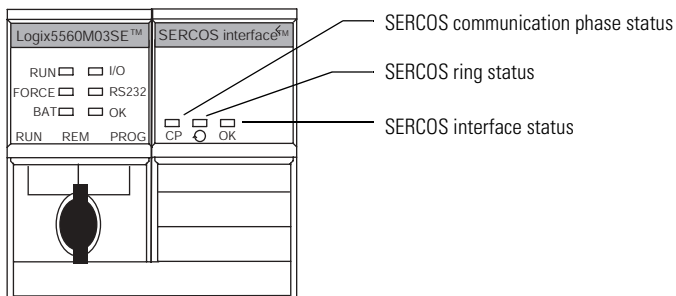 Logix5560M03SE™ SERCOS interface™
RUN I/O
FORCE RS232
BAT OK
RUN REM PROG
CP OK
SERCOS communication phase status
SERCOS ring status
SERCOS interface status